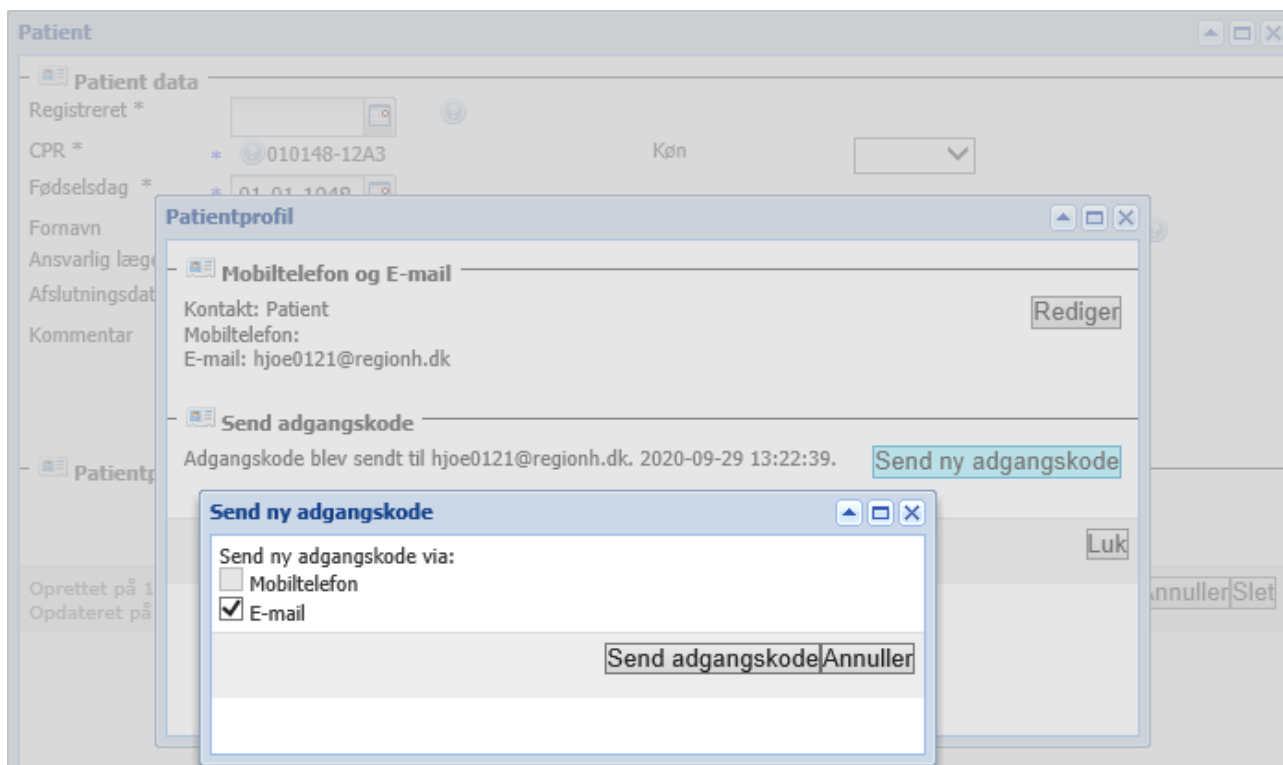 Patient
Patient data
Registreret *
CPR * * 010148-12A3 Køn
Fødselsdag * * 01-01-1948
Fornavn
Ansvarlig læge
Afslutningsdat
Kommentar
Patientprofil
Mobiltelefon og E-mail
Kontakt: Patient
Rediger
Mobiltelefon:
E-mail: hjoe0121@regionh.dk
Send adgangskode
Adgangskode blev sendt til hjoe0121@regionh.dk. 2020-09-29 13:22:39. Send ny adgangskode
Patientp
Luk
Send ny adgangskode
Send ny adgangskode via:
Mobiltelefon
E-mail
Send adgangskode Annuller
Oprettet på 1
Opdateret på
nnuller Slet